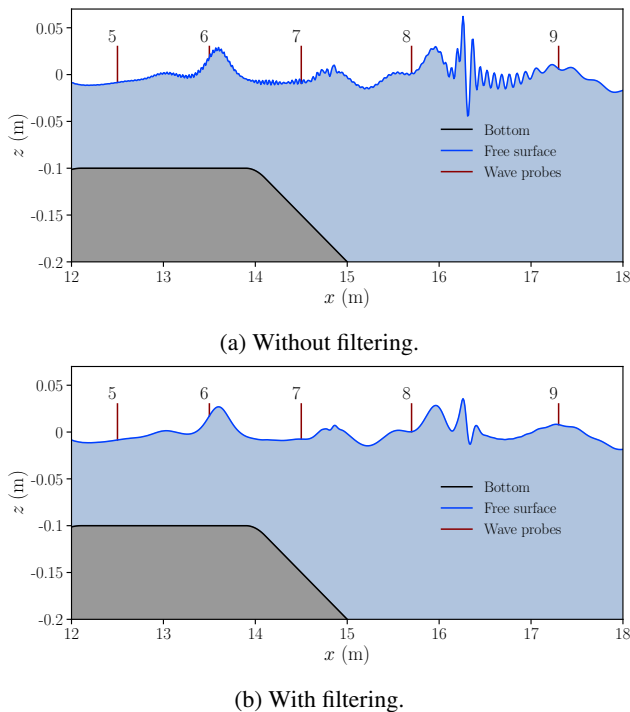 0.05
0
-0.05
-0.1
-0.15
-0.2
z (m)
5 6 7 8 9
Bottom
Free surface
Wave probes
12 13 14 15 16 17 18
x (m)
(a) Without filtering.
0.05
0
-0.05
-0.1
-0.15
-0.2
z (m)
5 6 7 8 9
Bottom
Free surface
Wave probes
12 13 14 15 16 17 18
x (m)
(b) With filtering.